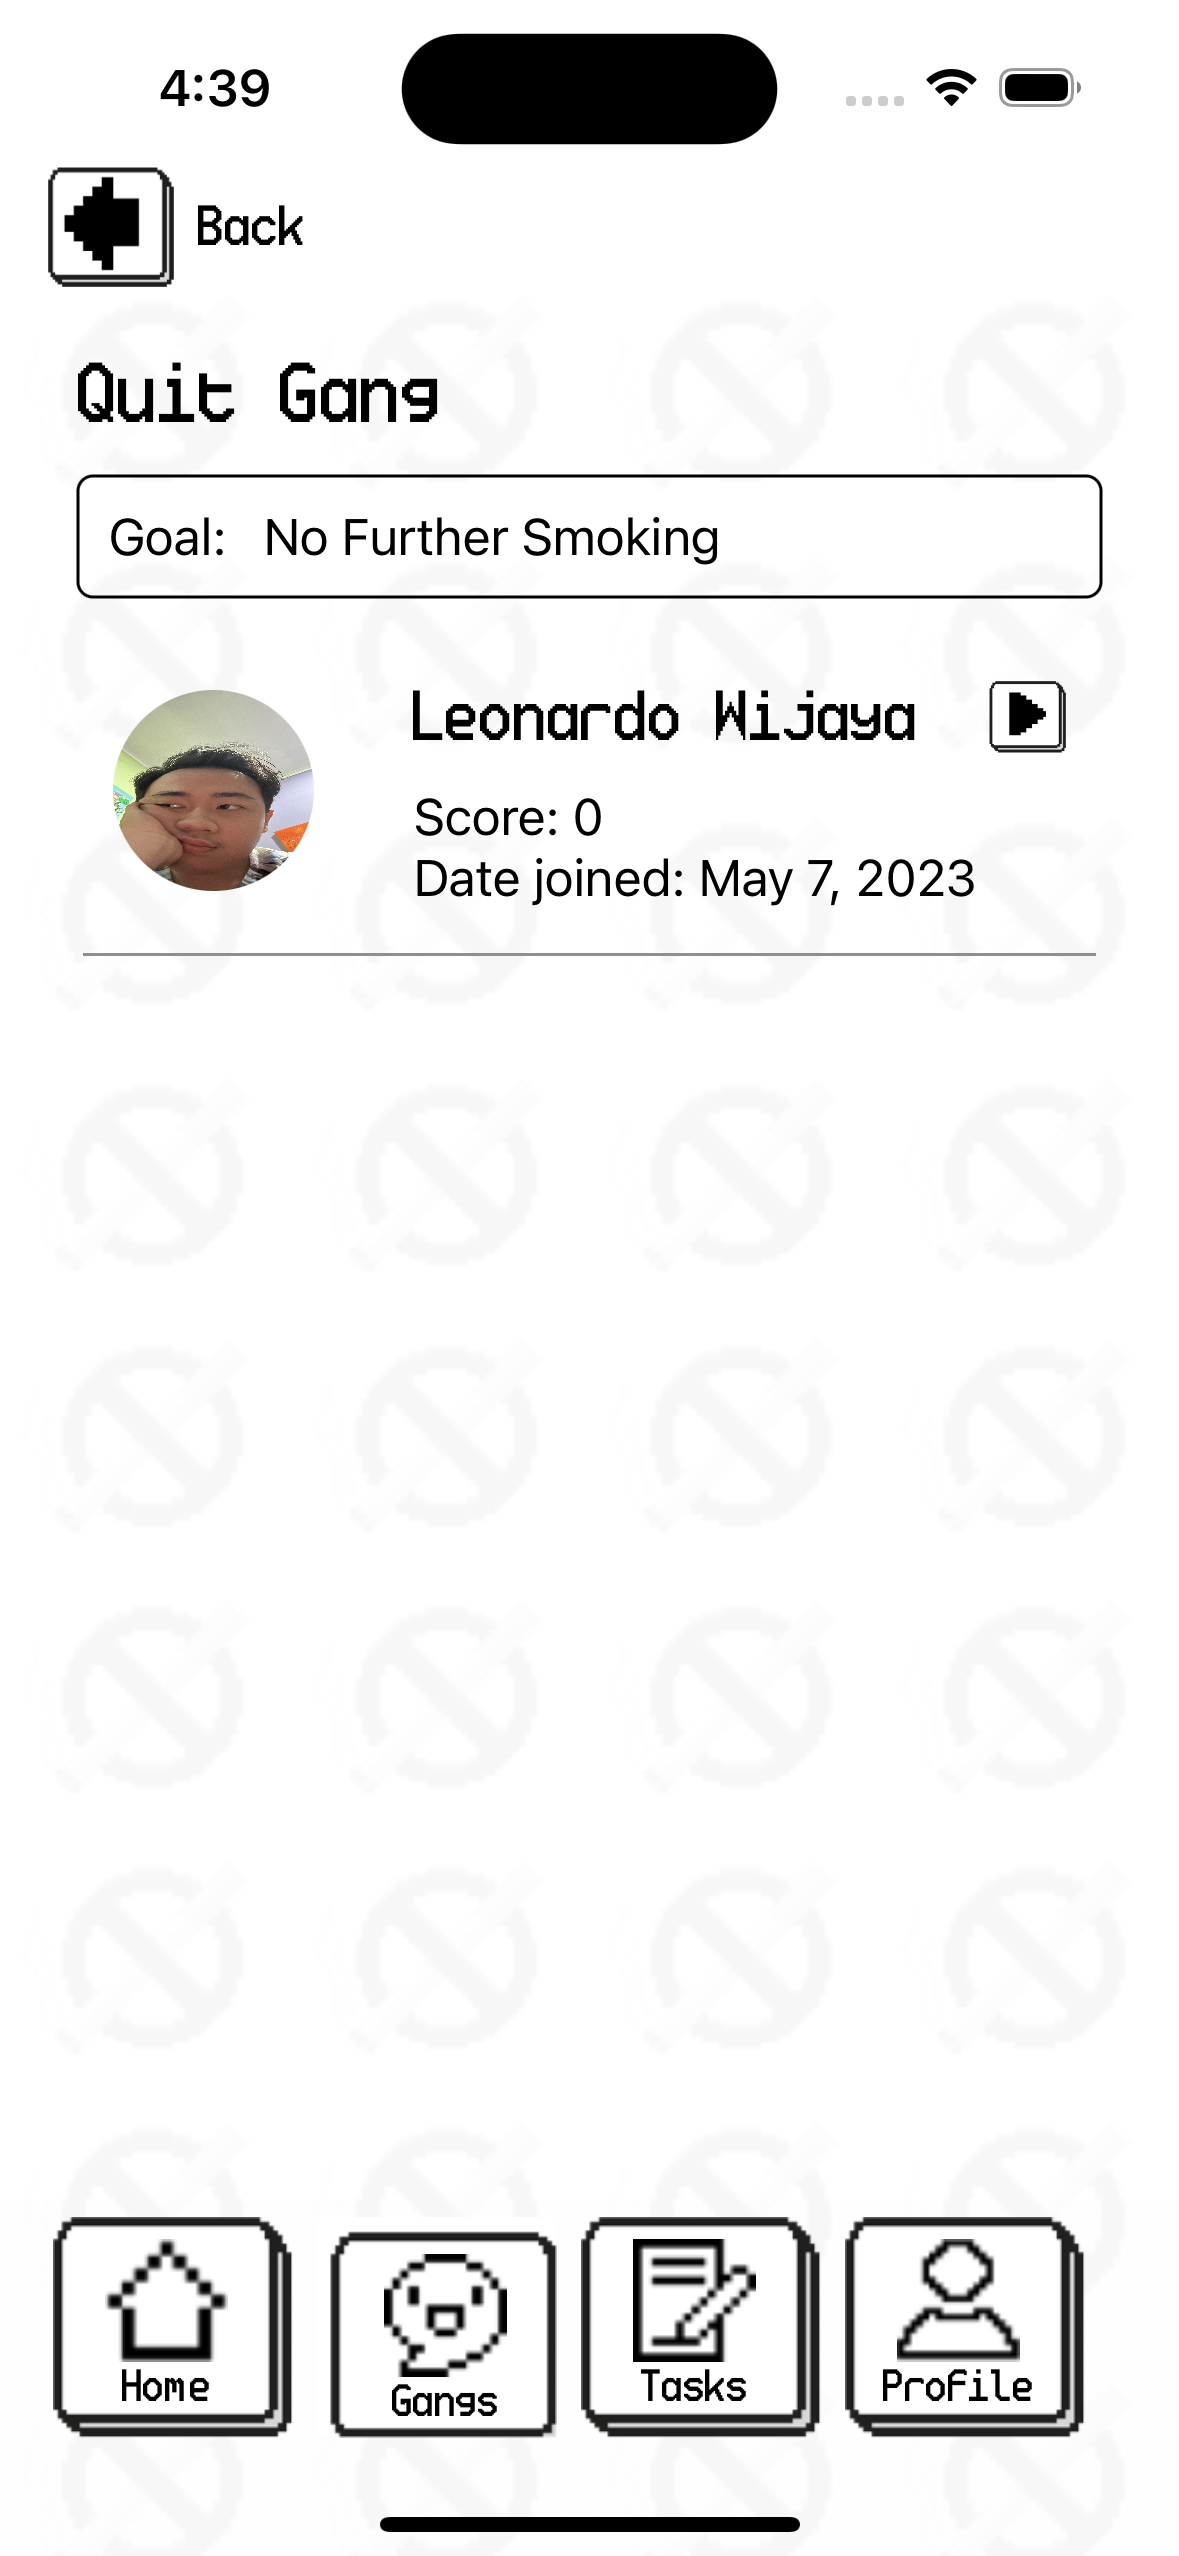 4:39
Back
Quit Gang
Goal: No Further Smoking
Leonardo Wijaya
Score: 0
Date joined: May 7, 2023
Home
Gangs
Tasks
Profile